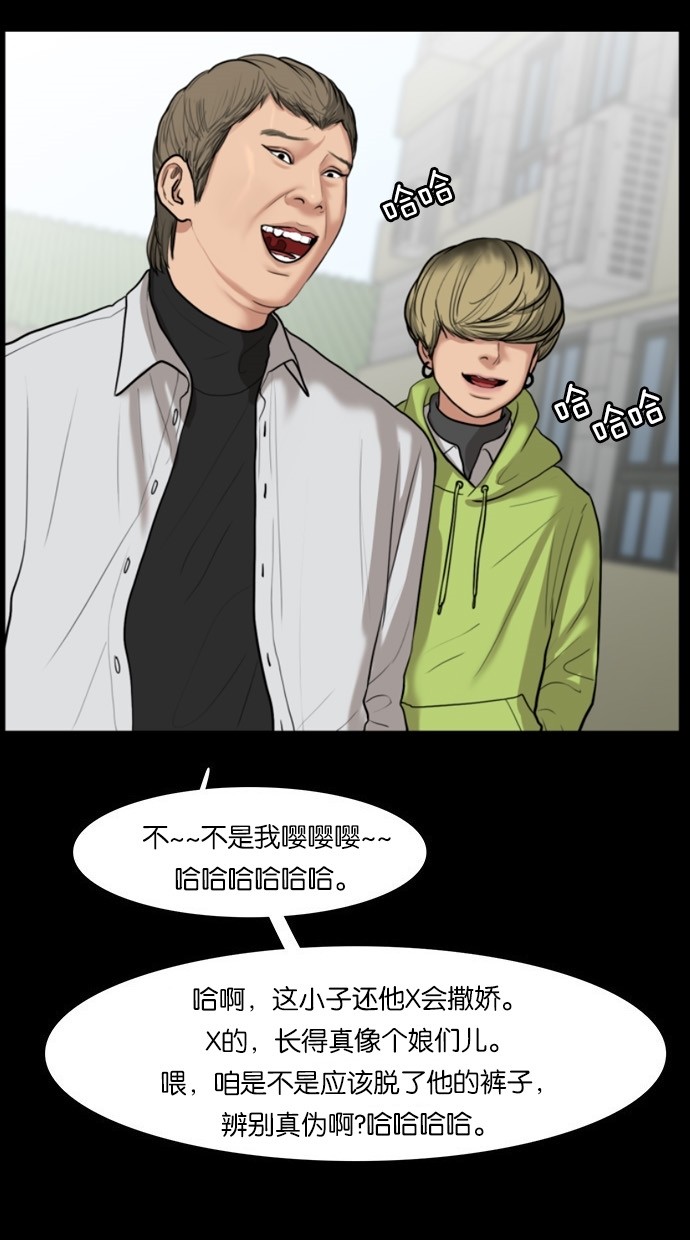 哈哈
哈
哈哈
不~~不是我嘤嘤嘤~~
哈哈哈哈哈哈。
哈啊，这小子还他X会撒娇。
X的，长得真像个娘们儿。
喂，咱是不是应该脱了他的裤子，
辨别真伪啊?哈哈哈哈。